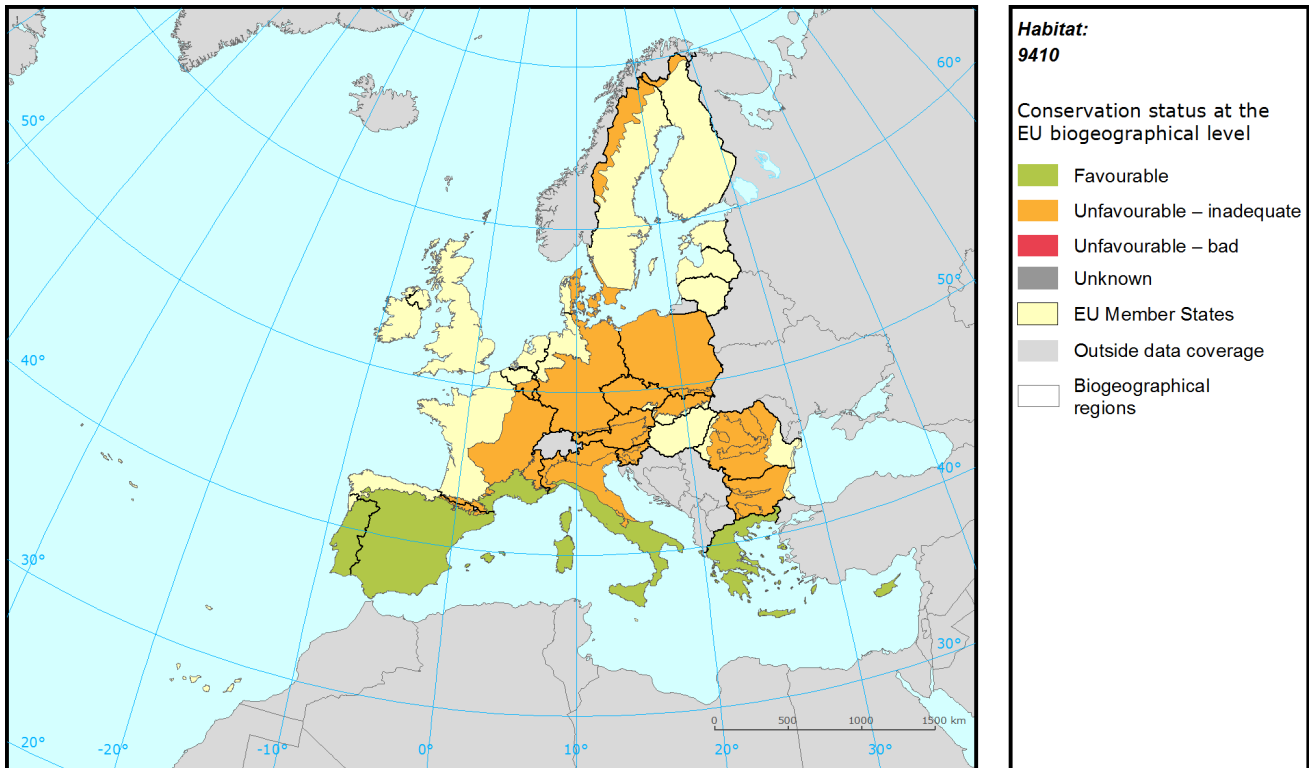 60°
50°
50°
40°
40°
30°
30°
0 500 1000 1500 km
20° -20° -10° 0° 10° 20° 30°
Habitat:
9410
Conservation status at the
EU biogeographical level
Favourable
Unfavourable – inadequate
Unfavourable – bad
Unknown
EU Member States
Outside data coverage
Biogeographical
regions